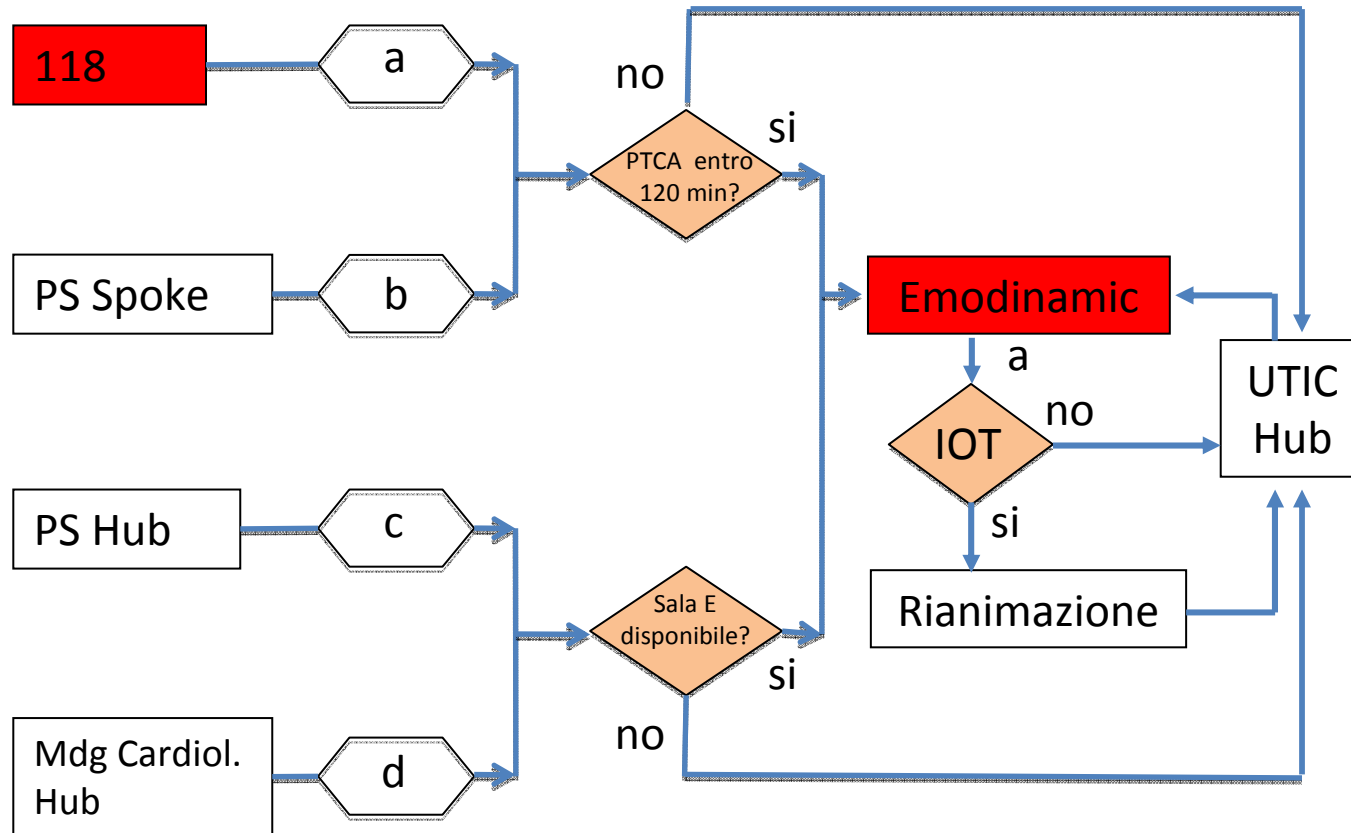 118
a
no
si
PTCA entro
120 min?
PS Spoke
b
Emodinamic
a
UTIC
Hub
IOT
no
si
PS Hub
c
Sala E
disponibile?
si
no
Rianimazione
Mdg Cardiol.
Hub
d